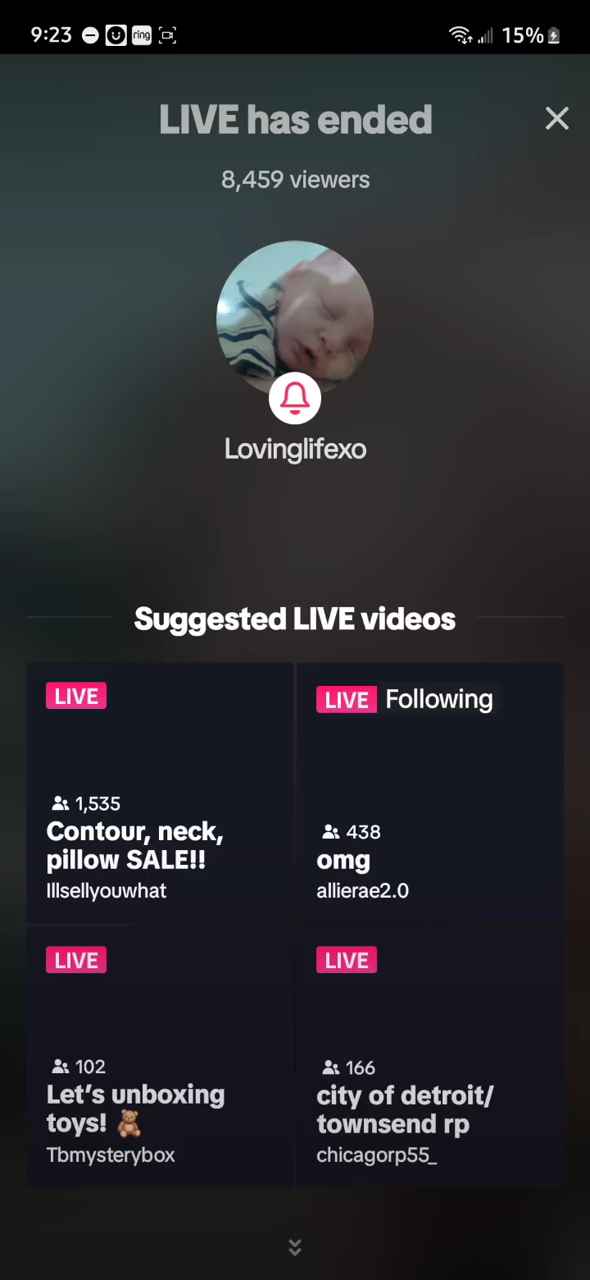 9:23 ring 15%
LIVE has ended
8,459 viewers
Lovinglifexo
Suggested LIVE videos
LIVE
1,535
Contour, neck,
pillow SALE!!
Illsellyouwhat
LIVE Following
438
omg
allierae2.0
LIVE
102
Let’s unboxing
toys! 🧸
Tbmysterybox
LIVE
166
city of detroit/
townsend rp
chicagorp55_